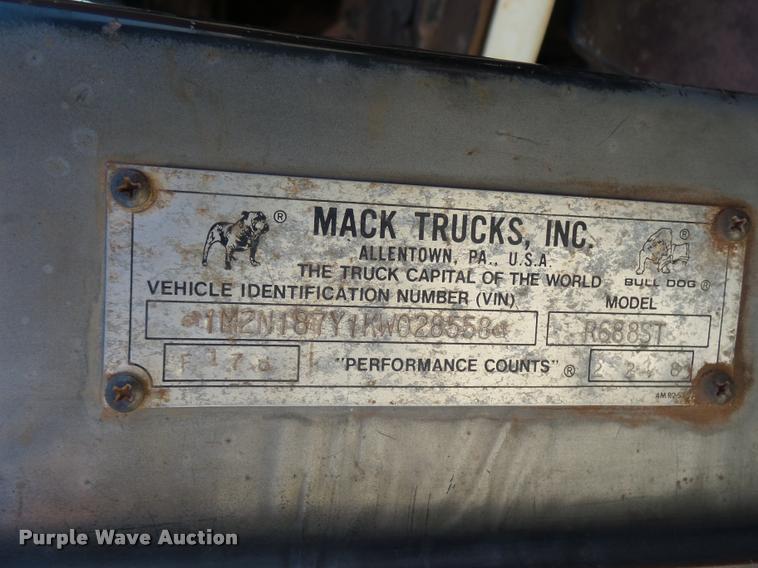 MACK TRUCKS, INC.
ALLENTOWN, PA., U.S.A.
THE TRUCK CAPITAL OF THE WORLD
BULL DOG ®
VEHICLE IDENTIFICATION NUMBER (VIN)
MODEL
1M2N187Y1KW028558
R688ST
"PERFORMANCE COUNTS" ®
Purple Wave Auction